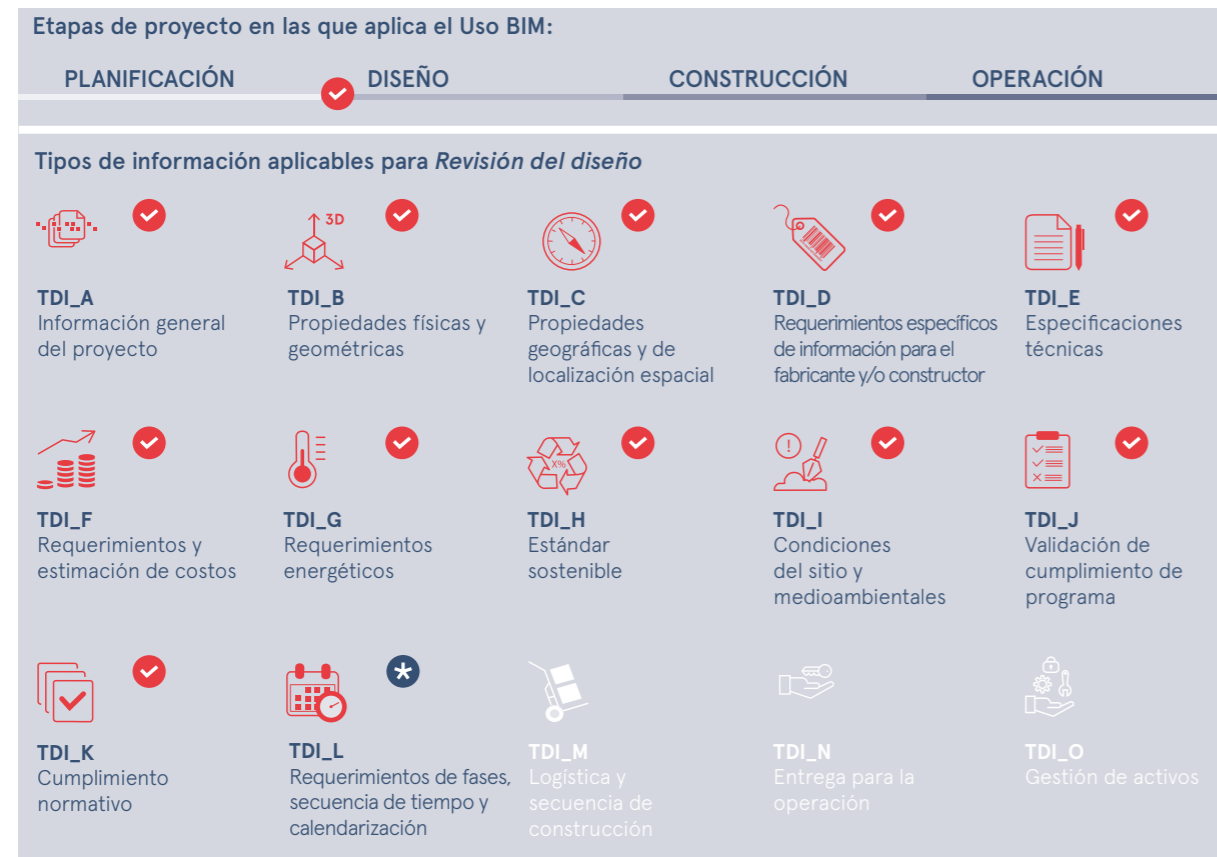 Etapas de proyecto en las que aplica el Uso BIM:
PLANIFICACIÓN
DISEÑO
CONSTRUCCIÓN
OPERACIÓN
Tipos de información aplicables para Revisión del diseño
TDI_A
Información general
del proyecto
3D
TDI_B
Propiedades físicas y
geométricas
TDI_C
Propiedades
geográficas y de
localización espacial
TDI_D
Requerimientos específicos
de información para el
fabricante y/o constructor
TDI_E
Especificaciones
técnicas
TDI_F
Requerimientos y
estimación de costos
TDI_G
Requerimientos
energéticos
X%
TDI_H
Estándar
sostenible
TDI_I
Condiciones
del sitio y
medioambientales
TDI_J
Validación de
cumplimiento de
programa
TDI_K
Cumplimiento
normativo
TDI_L
Requerimientos de fases,
secuencia de tiempo y
calendarización
TDI_M
Logística y
secuencia de
construcción
TDI_N
Entrega para la
operación
TDI_O
Gestión de activos